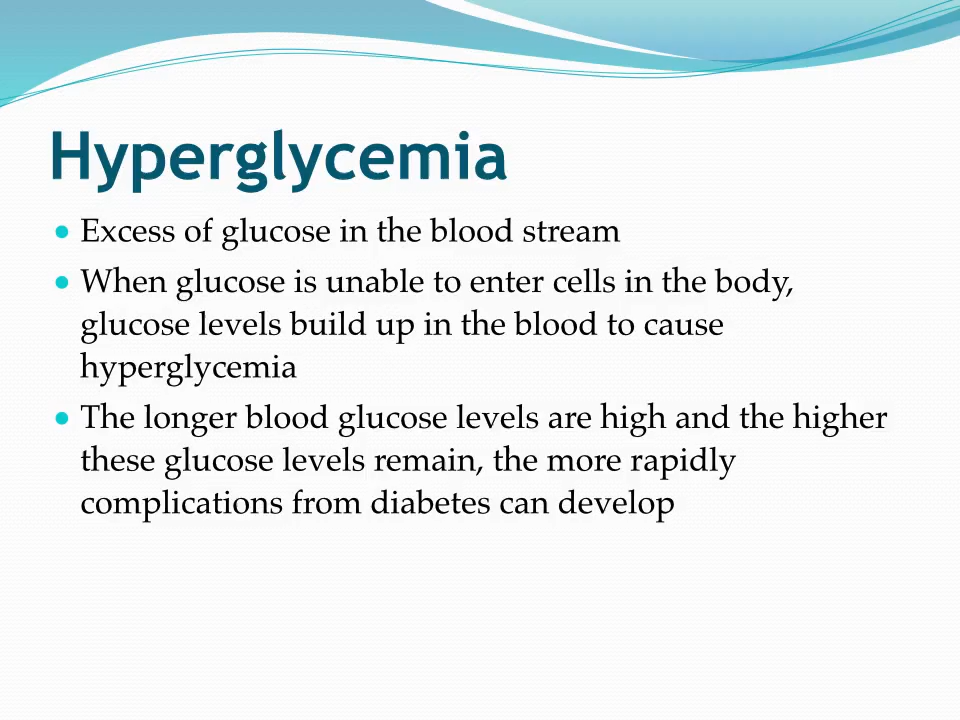 Hyperglycemia
• Excess of glucose in the blood stream
• When glucose is unable to enter cells in the body,
glucose levels build up in the blood to cause
hyperglycemia
• The longer blood glucose levels are high and the higher
these glucose levels remain, the more rapidly
complications from diabetes can develop